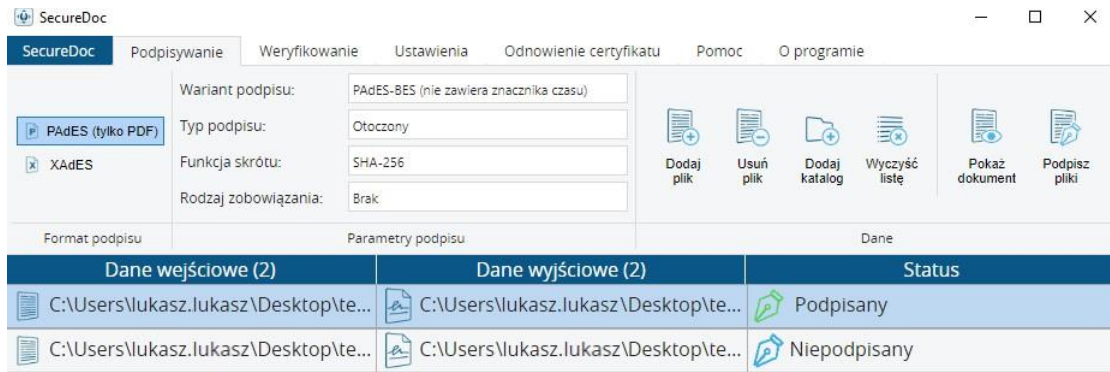 SecureDoc
SecureDoc Podpisywanie Weryfikowanie Ustawienia Odnowienie certyfikatu Pomoc O programie
PAdES (tylko PDF)
XAdES
Format podpisu
Wariant podpisu: PAdES-BES (nie zawiera znacznika czasu)
Typ podpisu: Otoczony
Funkcja skrótu: SHA-256
Rodzaj zobowiązania: Brak
Parametry podpisu
Dodaj
plik
Usuń
plik
Dodaj
katalog
Wyczyść
listę
Pokaż
dokument
Podpisz
pliki
Dane
Dane wejściowe (2) Dane wyjściowe (2) Status
C:\Users\lukasz.lukasz\Desktop\te... C:\Users\lukasz.lukasz\Desktop\te... Podpisany
C:\Users\lukasz.lukasz\Desktop\te... C:\Users\lukasz.lukasz\Desktop\te... Niepodpisany